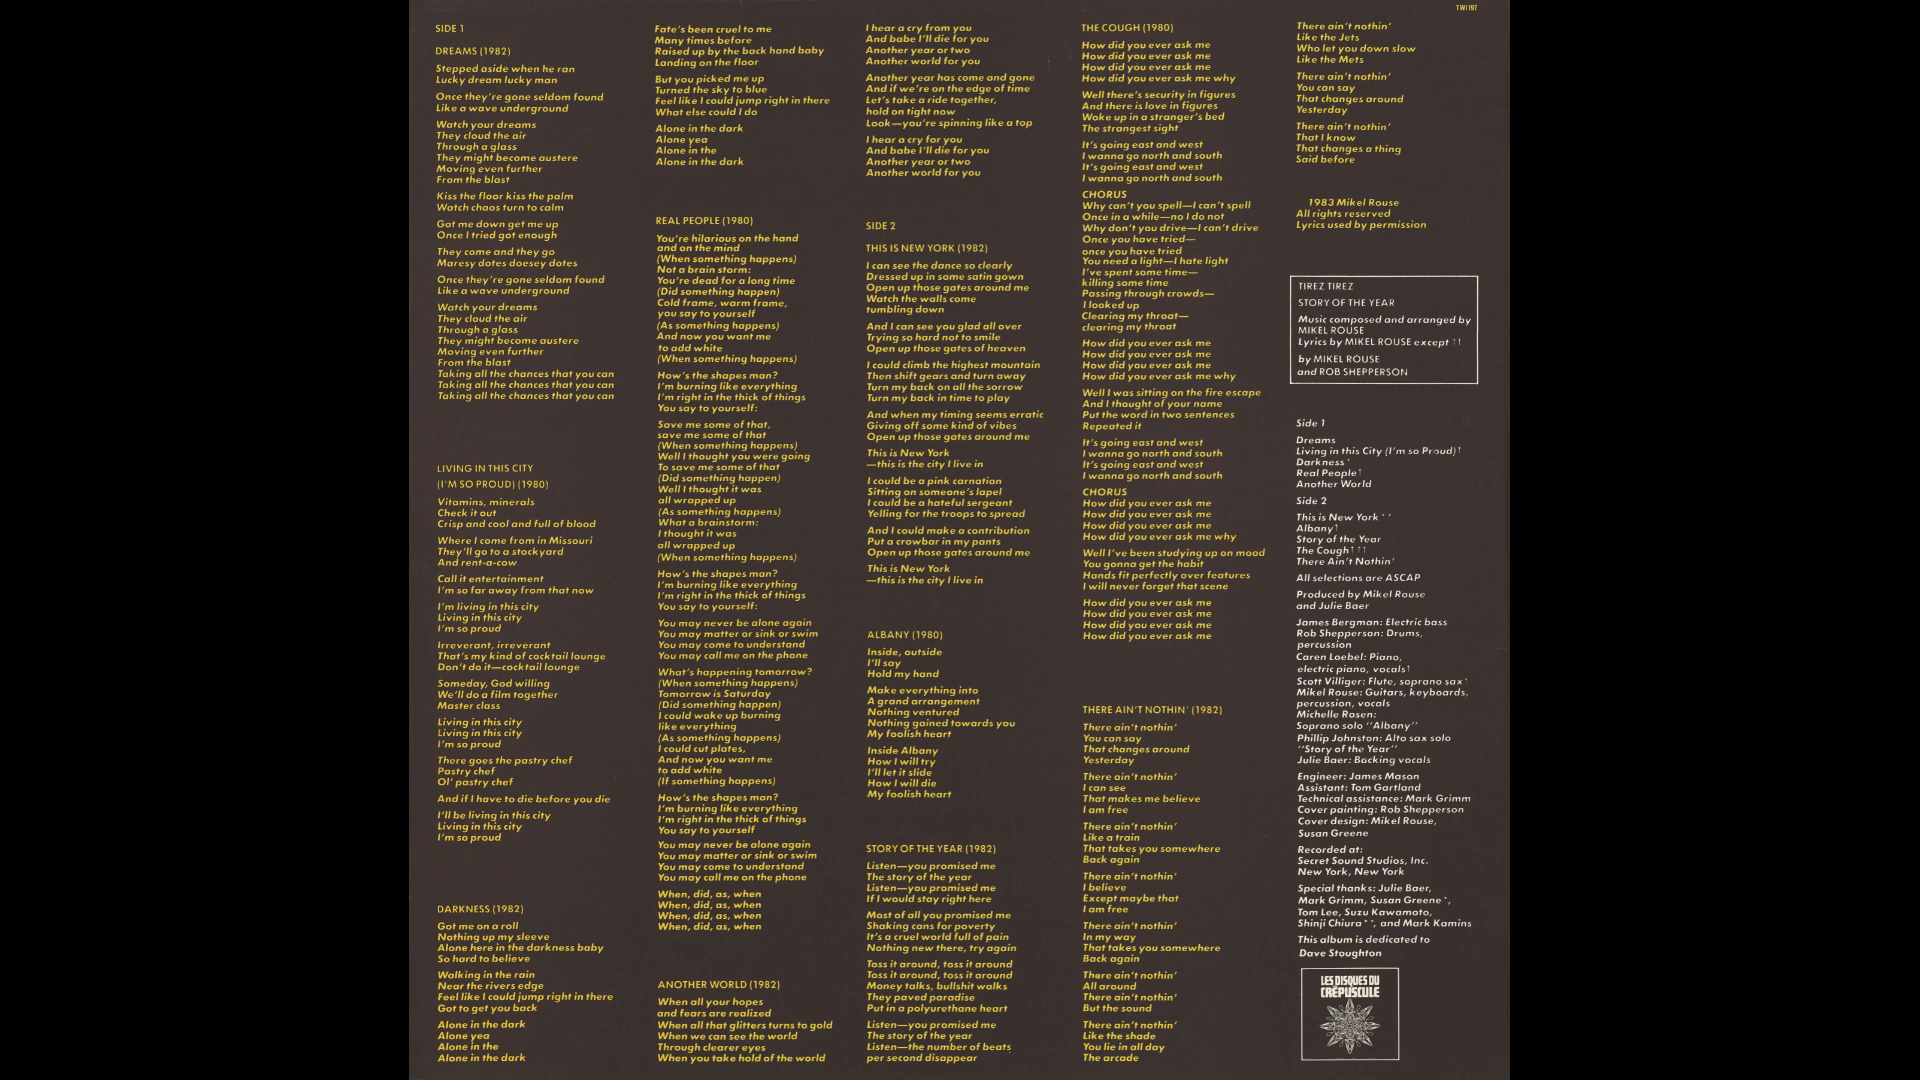 SIDE 1
DREAMS (1982)
Stepped aside when he ran
Lucky dream lucky man
Once they're gone seldom found
Like a wave underground
Watch your dreams
They cloud the air
Through a glass
They might become austere
Moving even further
From the blast
Kiss the floor kiss the palm
Watch chaos turn to calm
Got me down get me up
Once I tried got enough
They come and they go
Maresy dotes doesey dotes
Once they're gone seldom found
Like a wave underground
Watch your dreams
They cloud the air
Through a glass
They might become austere
Moving even further
From the blast
Taking all the chances that you can
Taking all the chances that you can
Taking all the chances that you can
LIVING IN THIS CITY
(I'M SO PROUD) (1980)
Vitamins, minerals
Check it out
Crisp and cool and full of blood
Where I come from in Missouri
They'll go to a stockyard
And rent-a-cow
Call it entertainment
I'm so far away from that now
I'm living in this city
Living in this city
I'm so proud
Irreverant, irreverant
That's my kind of cocktail lounge
Don't do it—cocktail lounge
Someday, God willing
We'll do a film together
Master class
Living in this city
Living in this city
I'm so proud
There goes the pastry chef
Pastry chef
Ol' pastry chef
And if I have to die before you die
I'll be living in this city
Living in this city
I'm so proud
DARKNESS (1982)
Got me on a roll
Nothing up my sleeve
Alone here in the darkness baby
So hard to believe
Walking in the rain
Near the rivers edge
Feel like I could jump right in there
Got to get you back
Alone in the dark
Alone yea
Alone in the
Alone in the dark
Fate's been cruel to me
Many times before
Raised up by the back hand baby
Landing on the floor
But you picked me up
Turned the sky to blue
Feel like I could jump right in there
What else could I do
Alone in the dark
Alone yea
Alone in the
Alone in the dark
REAL PEOPLE (1980)
You're hilarious on the hand
and on the mind
(When something happens)
Not a brain storm:
You're dead for a long time
(Did something happen)
Cold frame, warm frame,
you say to yourself
(As something happens)
And now you want me
to add white
(When something happens)
How's the shapes man?
I'm burning like everything
I'm right in the thick of things
You say to yourself:
Save me some of that,
save me some of that
(When something happens)
Well I thought you were going
To save me some of that
(Did something happen)
Well I thought it was
all wrapped up
(As something happens)
What a brainstorm:
I thought it was
all wrapped up
(When something happens)
How's the shapes man?
I'm burning like everything
I'm right in the thick of things
You say to yourself:
You may never be alone again
You may matter or sink or swim
You may come to understand
You may call me on the phone
What's happening tomorrow?
(When something happens)
Tomorrow is Saturday
(Did something happen)
I could wake up burning
like everything
(As something happens)
I could cut plates,
And now you want me
to add white
(If something happens)
How's the shapes man?
I'm burning like everything
I'm right in the thick of things
You say to yourself
You may never be alone again
You may matter or sink or swim
You may come to understand
You may call me on the phone
When, did, as, when
When, did, as, when
When, did, as, when
When, did, as, when
ANOTHER WORLD (1982)
When all your hopes
and fears are realized
When all that glitters turns to gold
When we can see the world
Through clearer eyes
When you take hold of the world
I hear a cry from you
And babe I'll die for you
Another year or two
Another world for you
Another year has come and gone
And if we're on the edge of time
Let's take a ride together,
hold on tight now
Look—you're spinning like a top
I hear a cry for you
And babe I'll die for you
Another year or two
Another world for you
SIDE 2
THIS IS NEW YORK (1982)
I can see the dance so clearly
Dressed up in some satin gown
Open up those gates around me
Watch the walls come
tumbling down
And I can see you glad all over
Trying so hard not to smile
Open up those gates of heaven
I could climb the highest mountain
Then shift gears and turn away
Turn my back on all the sorrow
Turn my back in time to play
And when my timing seems erratic
Giving off some kind of vibes
Open up those gates around me
This is New York
—this is the city I live in
I could be a pink carnation
Sitting on someone's lapel
I could be a hateful sergeant
Yelling for the troops to spread
And I could make a contribution
Put a crowbar in my pants
Open up those gates around me
This is New York
—this is the city I live in
ALBANY (1980)
Inside, outside
I'll say
Hold my hand
Make everything into
A grand arrangement
Nothing ventured
Nothing gained towards you
My foolish heart
Inside Albany
How I will try
I'll let it slide
How I will die
My foolish heart
STORY OF THE YEAR (1982)
Listen—you promised me
The story of the year
Listen—you promised me
If I would stay right here
Most of all you promised me
Shaking cans for poverty
It's a cruel world full of pain
Nothing new there, try again
Toss it around, toss it around
Toss it around, toss it around
Money talks, bullshit walks
They paved paradise
Put in a polyurethane heart
Listen—you promised me
The story of the year
Listen—the number of beats
per second disappear
THE COUGH (1980)
How did you ever ask me
How did you ever ask me
How did you ever ask me
How did you ever ask me why
Well there's security in figures
And there is love in figures
Woke up in a stranger's bed
The strangest sight
It's going east and west
I wanna go north and south
It's going east and west
I wanna go north and south
CHORUS
Why can't you spell—I can't spell
Once in a while—no I do not
Why don't you drive—I can't drive
Once you have tried—
once you have tried
You need a light—I hate light
I've spent some time—
killing some time
Passing through crowds—
I looked up
Clearing my throat—
clearing my throat
How did you ever ask me
How did you ever ask me
How did you ever ask me
How did you ever ask me why
Well I was sitting on the fire escape
And I thought of your name
Put the word in two sentences
Repeated it
It's going east and west
I wanna go north and south
It's going east and west
I wanna go north and south
CHORUS
How did you ever ask me
How did you ever ask me
How did you ever ask me
How did you ever ask me why
Well I've been studying up on mood
You gonna get the habit
Hands fit perfectly over features
I will never forget that scene
How did you ever ask me
How did you ever ask me
How did you ever ask me
How did you ever ask me
THERE AIN'T NOTHIN' (1982)
There ain't nothin'
You can say
That changes around
Yesterday
There ain't nothin'
I can see
That makes me believe
I am free
There ain't nothin'
Like a train
That takes you somewhere
Back again
There ain't nothin'
I believe
Except maybe that
I am free
There ain't nothin'
In my way
That takes you somewhere
Back again
There ain't nothin'
All around
There ain't nothin'
But the sound
There ain't nothin'
Like the shade
You lie in all day
The arcade
TWI 197
There ain't nothin'
Like the Jets
Who let you down slow
Like the Mets
There ain't nothin'
You can say
That changes around
Yesterday
There ain't nothin'
That I know
That changes a thing
Said before
1983 Mikel Rouse
All rights reserved
Lyrics used by permission
TIREZ TIREZ
STORY OF THE YEAR
Music composed and arranged by
MIKEL ROUSE
Lyrics by MIKEL ROUSE except ††
by MIKEL ROUSE
and ROB SHEPPERSON
Side 1
Dreams
Living in this City (I'm so Proud)†
Darkness*
Real People†
Another World
Side 2
This is New York **
Albany†
Story of the Year
The Cough†††
There Ain't Nothin'
All selections are ASCAP
Produced by Mikel Rouse
and Julie Baer
James Bergman: Electric bass
Rob Shepperson: Drums,
percussion
Caren Loebel: Piano,
electric piano, vocals†
Scott Villiger: Flute, soprano sax*
Mikel Rouse: Guitars, keyboards,
percussion, vocals
Michelle Rosen:
Soprano solo "Albany"
Phillip Johnston: Alto sax solo
"Story of the Year"
Julie Baer: Backing vocals
Engineer: James Mason
Assistant: Tom Gartland
Technical assistance: Mark Grimm
Cover painting: Rob Shepperson
Cover design: Mikel Rouse,
Susan Greene
Recorded at:
Secret Sound Studios, Inc.
New York, New York
Special thanks: Julie Baer,
Mark Grimm, Susan Greene*,
Tom Lee, Suzu Kawamoto,
Shinji Chiura**, and Mark Kamins
This album is dedicated to
Dave Stoughton
LES DISQUES DU
CRÉPUSCULE